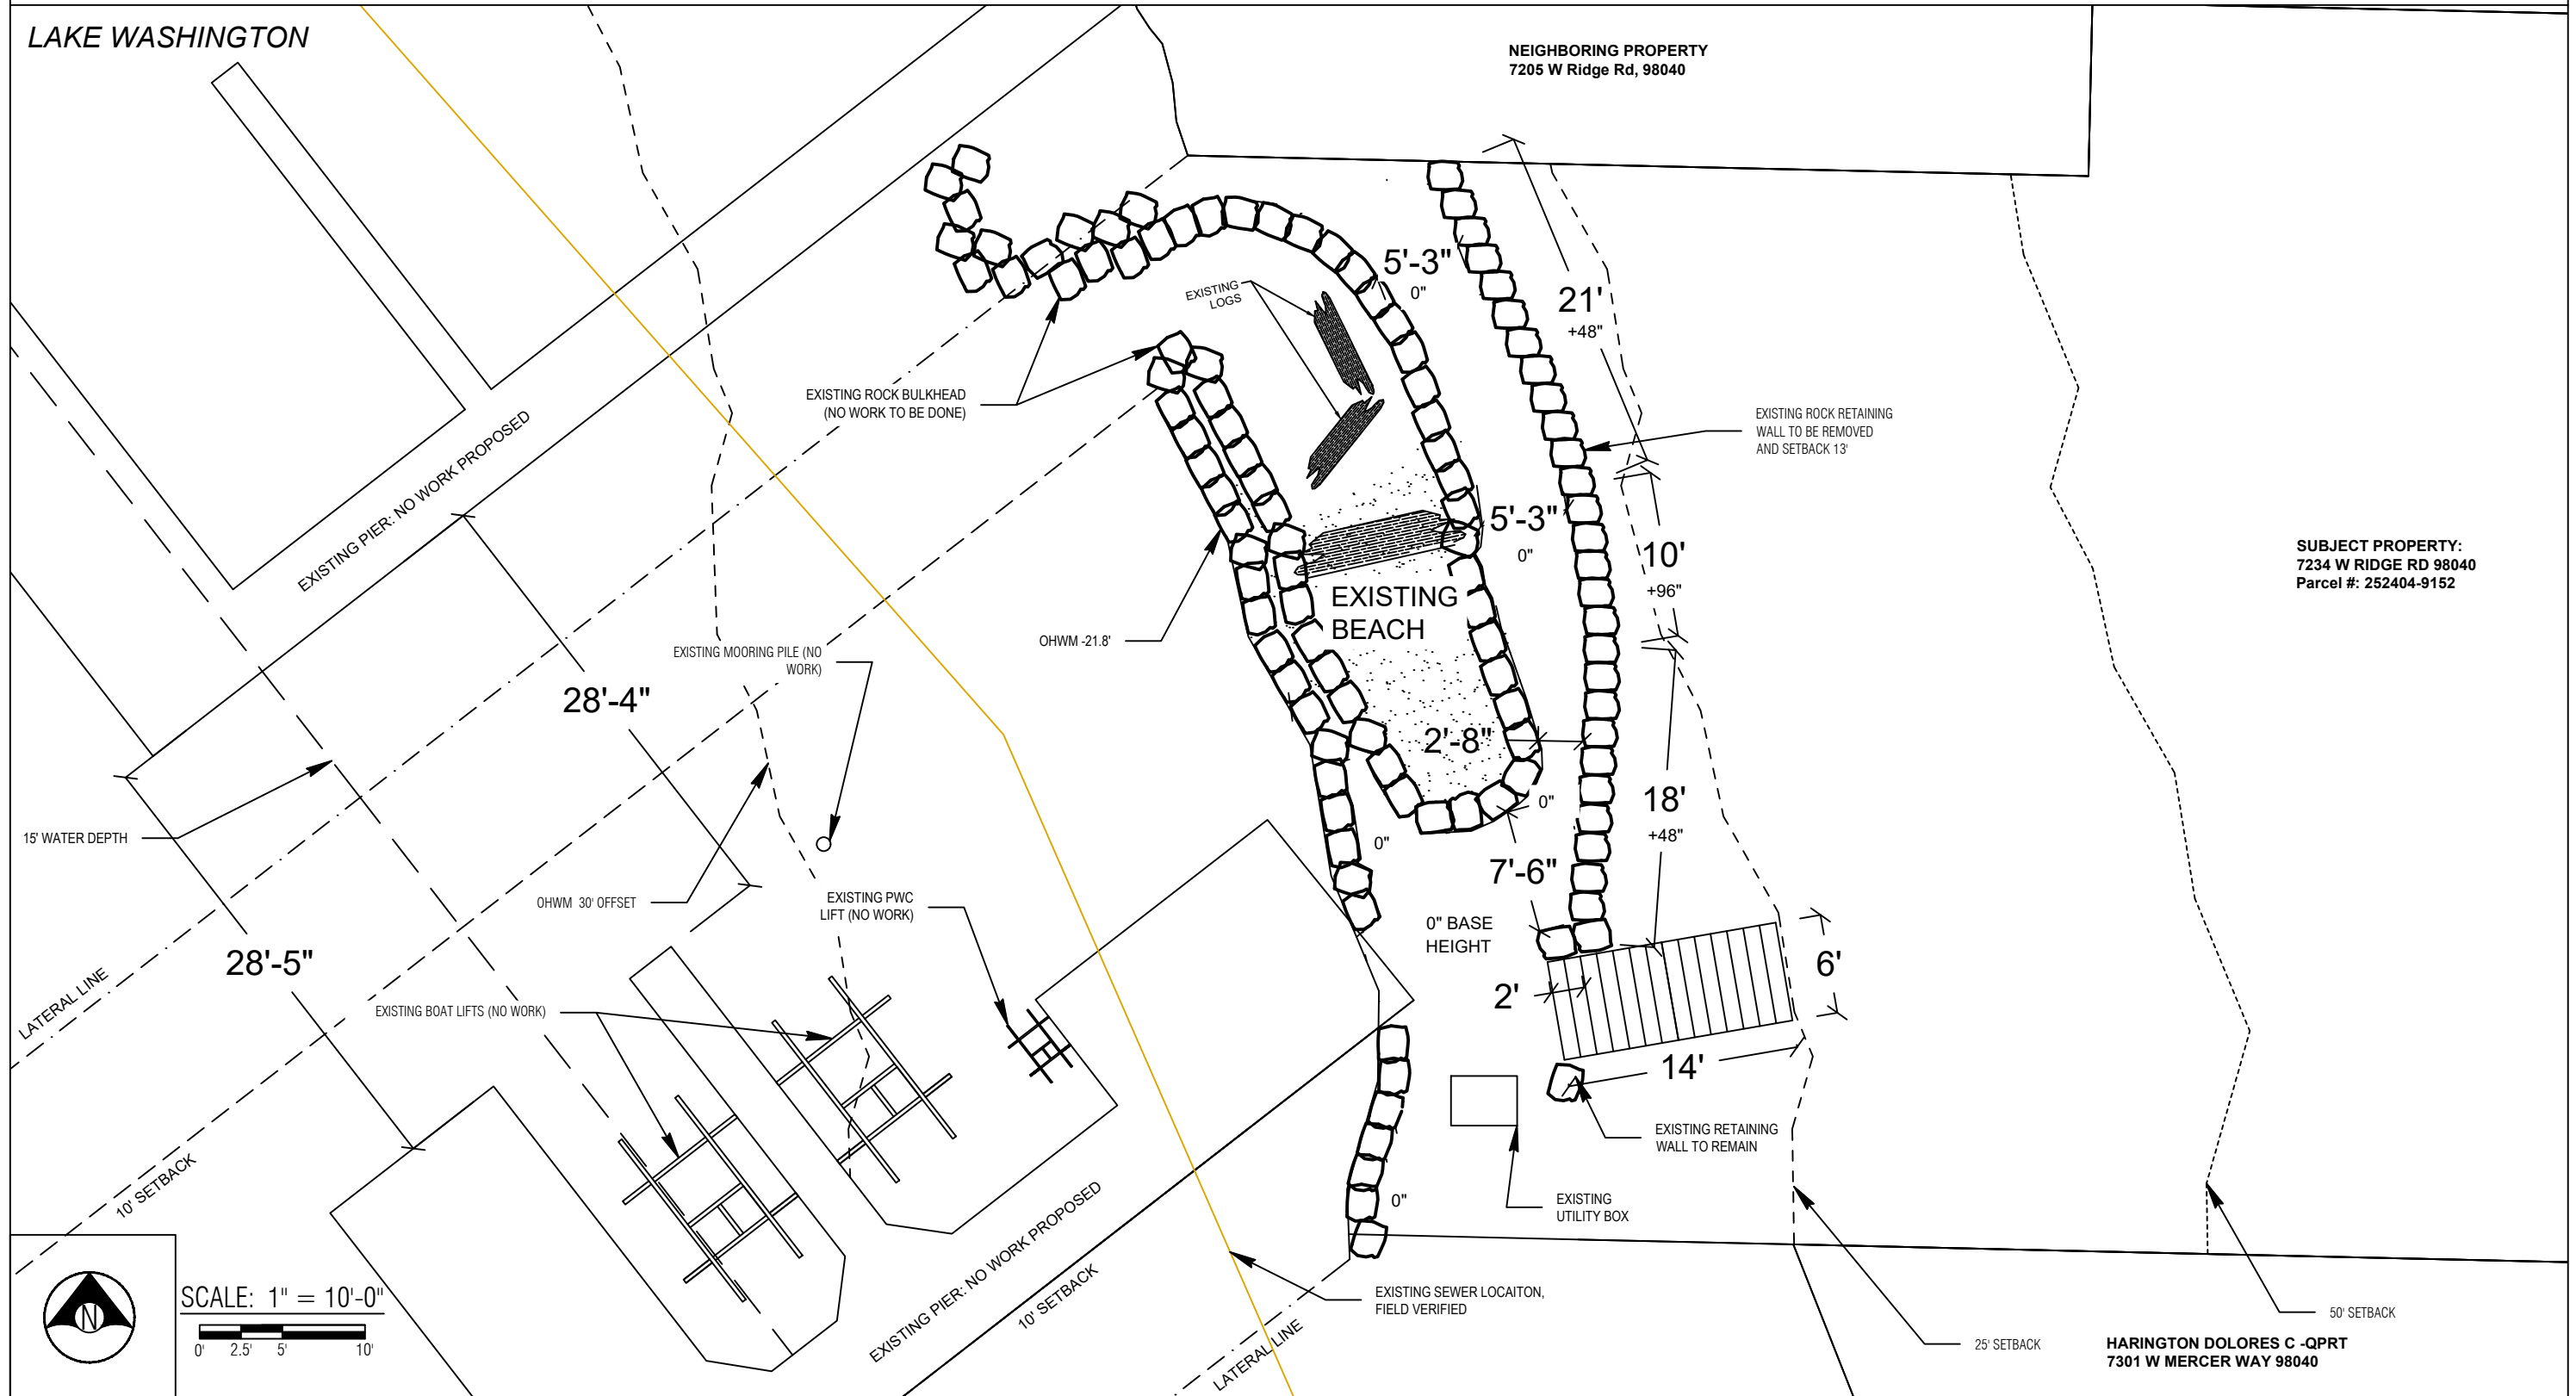 LAKE WASHINGTON
NEIGHBORING PROPERTY
7205 W Ridge Rd, 98040
5'-3"
0"
EXISTING
LOGS
21'
+48"
EXISTING ROCK BULKHEAD
(NO WORK TO BE DONE)
EXISTING ROCK RETAINING
WALL TO BE REMOVED
AND SETBACK 13'
EXISTING PIER: NO WORK PROPOSED
5'-3"
0"
10'
+96"
SUBJECT PROPERTY:
7234 W RIDGE RD 98040
Parcel #: 252404-9152
EXISTING
BEACH
OHWM -21.8'
EXISTING MOORING PILE (NO
WORK)
28'-4"
2'-8"
0"
18'
+48"
15' WATER DEPTH
0"
7'-6"
OHWM 30' OFFSET
EXISTING PWC
LIFT (NO WORK)
0" BASE
HEIGHT
28'-5"
6'
2'
LATERAL LINE
EXISTING BOAT LIFTS (NO WORK)
14'
EXISTING RETAINING
WALL TO REMAIN
10' SETBACK
0"
EXISTING
UTILITY BOX
EXISTING PIER: NO WORK PROPOSED
10' SETBACK
EXISTING SEWER LOCAITON,
FIELD VERIFIED
LATERAL LINE
50' SETBACK
25' SETBACK
HARINGTON DOLORES C -QPRT
7301 W MERCER WAY 98040
N
SCALE: 1" = 10'-0"
0' 2.5' 5' 10'